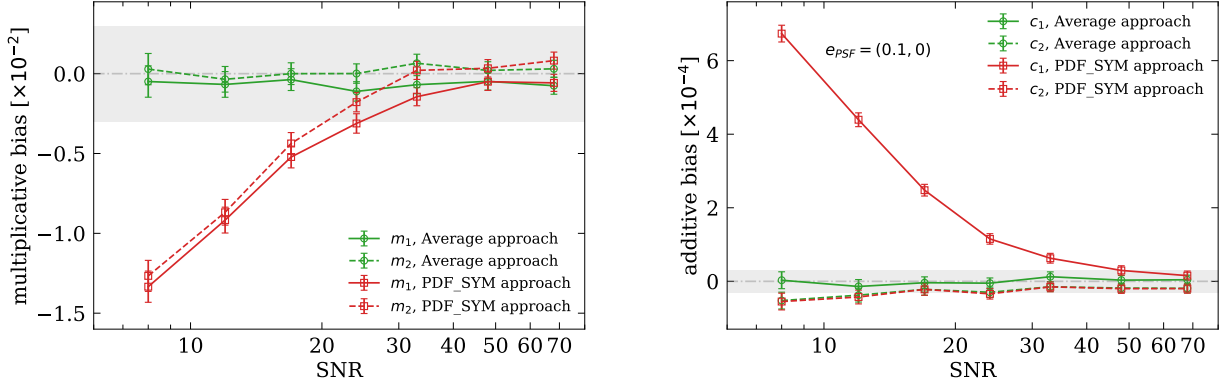 multiplicative bias [×10⁻²]
0.0
−0.5
−1.0
−1.5
m₁, Average approach
m₂, Average approach
m₁, PDF_SYM approach
m₂, PDF_SYM approach
10
20
30
40
50
60
70
SNR
additive bias [×10⁻⁴]
6
4
2
0
e_PSF = (0.1, 0)
c₁, Average approach
c₂, Average approach
c₁, PDF_SYM approach
c₂, PDF_SYM approach
10
20
30
40
50
60
70
SNR